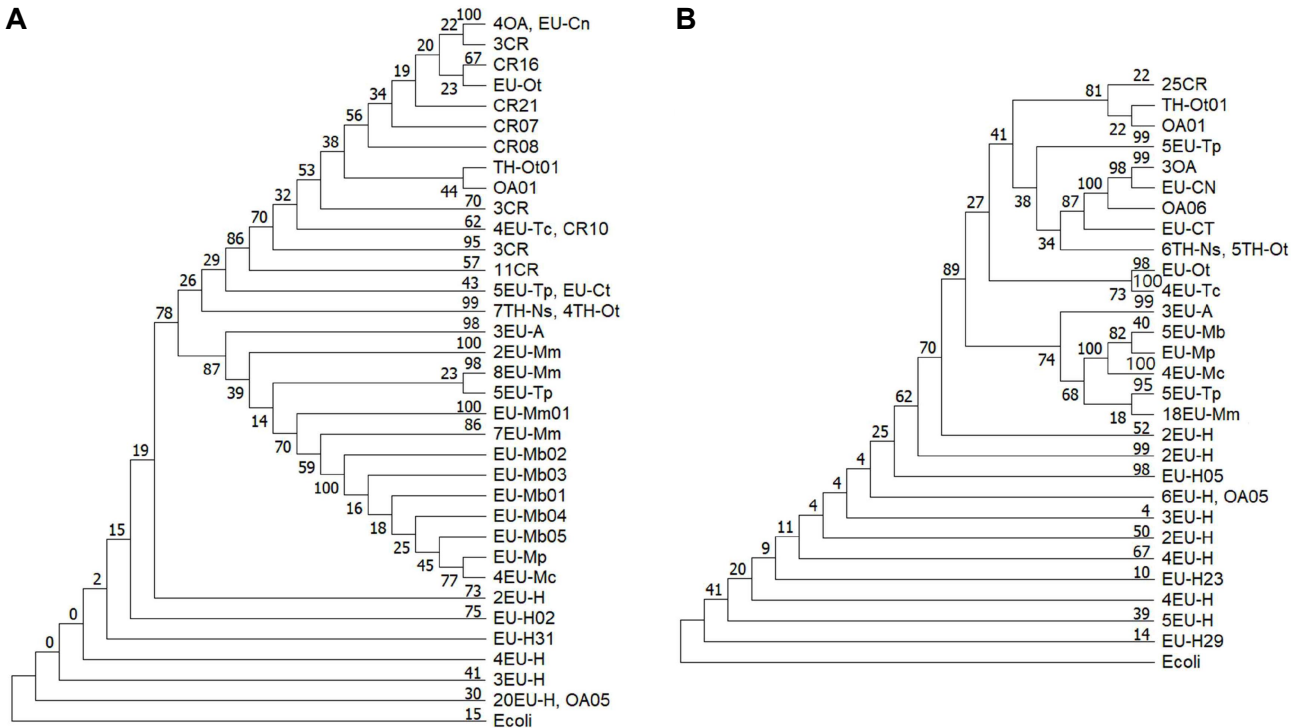 A
100
22
4OA, EU-Cn
3CR
20
67
CR16
23
EU-Ot
19
CR21
34
CR07
56
CR08
38
TH-Ot01
44
OA01
53
70
3CR
32
62
4EU-Tc, CR10
70
95
3CR
86
57
11CR
29
43
5EU-Tp, EU-Ct
26
99
7TH-Ns, 4TH-Ot
78
98
3EU-A
87
100
2EU-Mm
39
98
8EU-Mm
23
5EU-Tp
14
100
EU-Mm01
70
86
7EU-Mm
59
EU-Mb02
100
EU-Mb03
16
EU-Mb01
18
EU-Mb04
25
EU-Mb05
45
EU-Mp
77
4EU-Mc
19
73
2EU-H
15
75
EU-H02
2
EU-H31
0
4EU-H
0
41
3EU-H
30
20EU-H, OA05
15
Ecoli
B
22
81
25CR
TH-Ot01
22
OA01
41
99
5EU-Tp
99
3OA
98
EU-CN
100
OA06
38
87
EU-CT
34
6TH-Ns, 5TH-Ot
27
98
EU-Ot
100
73
4EU-Tc
89
99
3EU-A
40
5EU-Mb
82
EU-Mp
74
100
100
4EU-Mc
95
5EU-Tp
68
18
18EU-Mm
70
52
2EU-H
62
99
2EU-H
25
98
EU-H05
4
6EU-H, OA05
4
4
3EU-H
4
50
2EU-H
11
67
4EU-H
9
10
EU-H23
20
4EU-H
41
39
5EU-H
14
EU-H29
Ecoli